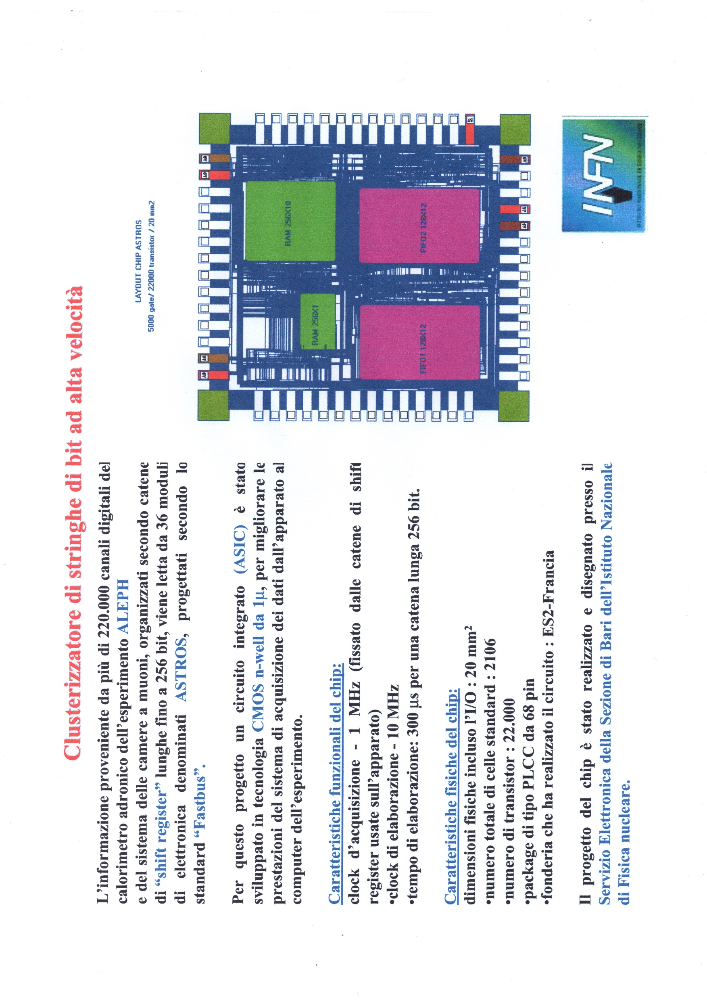 Clusterizzatore di stringhe di bit ad alta velocità
L’informazione proveniente da più di 220.000 canali digitali del
calorimetro adronico dell’esperimento ALEPH
e del sistema delle camere a muoni, organizzati secondo catene
di “shift register” lunghe fino a 256 bit, viene letta da 36 moduli
di elettronica denominati ASTROS, progettati secondo lo
standard “Fastbus”.
Per questo progetto un circuito integrato (ASIC) è stato
sviluppato in tecnologia CMOS n-well da 1µ, per migliorare le
prestazioni del sistema di acquisizione dei dati dall’apparato al
computer dell’esperimento.
Caratteristiche funzionali del chip:
clock d’acquisizione - 1 MHz (fissato dalle catene di shift
register usate sull’apparato)
•clock di elaborazione - 10 MHz
•tempo di elaborazione: 300 µs per una catena lunga 256 bit.
Caratteristiche fisiche del chip:
dimensioni fisiche incluso l’I/O : 20 mm²
•numero totale di celle standard : 2106
•numero di transistor : 22.000
•package di tipo PLCC da 68 pin
•fonderia che ha realizzato il circuito : ES2-Francia
Il progetto del chip è stato realizzato e disegnato presso il
Servizio Elettronica della Sezione di Bari dell’Istituto Nazionale
di Fisica nucleare.
LAYOUT CHIP ASTROS
5000 gate/ 22000 transistor / 20 mm2
RAM 256X1
RAM 256X10
FIFO1 128X12
FIFO2 128X12
INFN